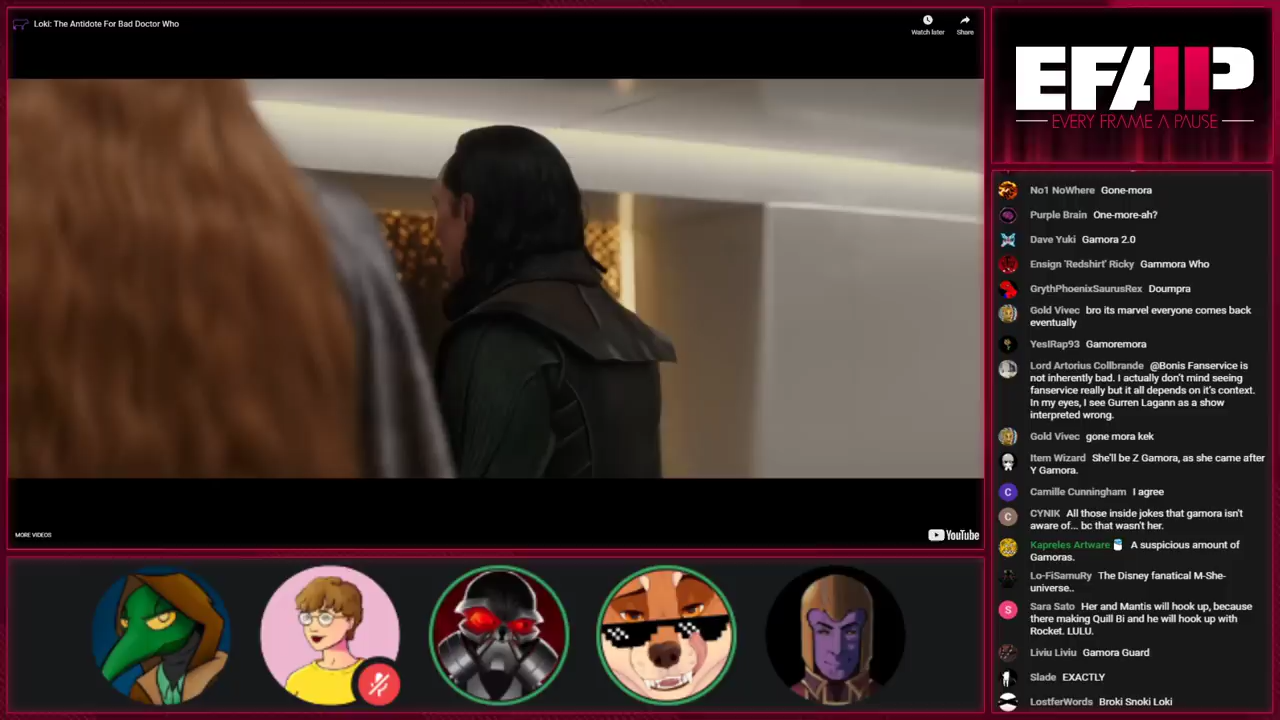 Loki: The Antidote For Bad Doctor Who
Watch later
Share
MORE VIDEOS
YouTube
EFAP
EVERY FRAME A PAUSE
No1 NoWhere Gone-mora
Purple Brain One-more-ah?
Dave Yuki Gamora 2.0
Ensign 'Redshirt' Ricky Gammora Who
GrythPhoenixSaurusRex Doumpra
Gold Vivec bro its marvel everyone comes back
eventually
YesIRap93 Gamoremora
Lord Artorius Collbrande @Bonis Fanservice is
not inherently bad. I actually don't mind seeing
fanservice really but it all depends on it's context.
In my eyes, I see Gurren Lagann as a show
interpreted wrong.
Gold Vivec gone mora kek
Item Wizard She'll be Z Gamora, as she came after
Y Gamora.
C
Camille Cunningham I agree
C
CYNIK All those inside jokes that gamora isn't
aware of... bc that wasn't her.
Kapreles Artware A suspicious amount of
Gamoras.
Lo-FiSamuRy The Disney fanatical M-She-
universe..
S
Sara Sato Her and Mantis will hook up, because
there making Quill Bi and he will hook up with
Rocket. LULU.
Liviu Liviu Gamora Guard
Slade EXACTLY
LostferWords Broki Snoki Loki